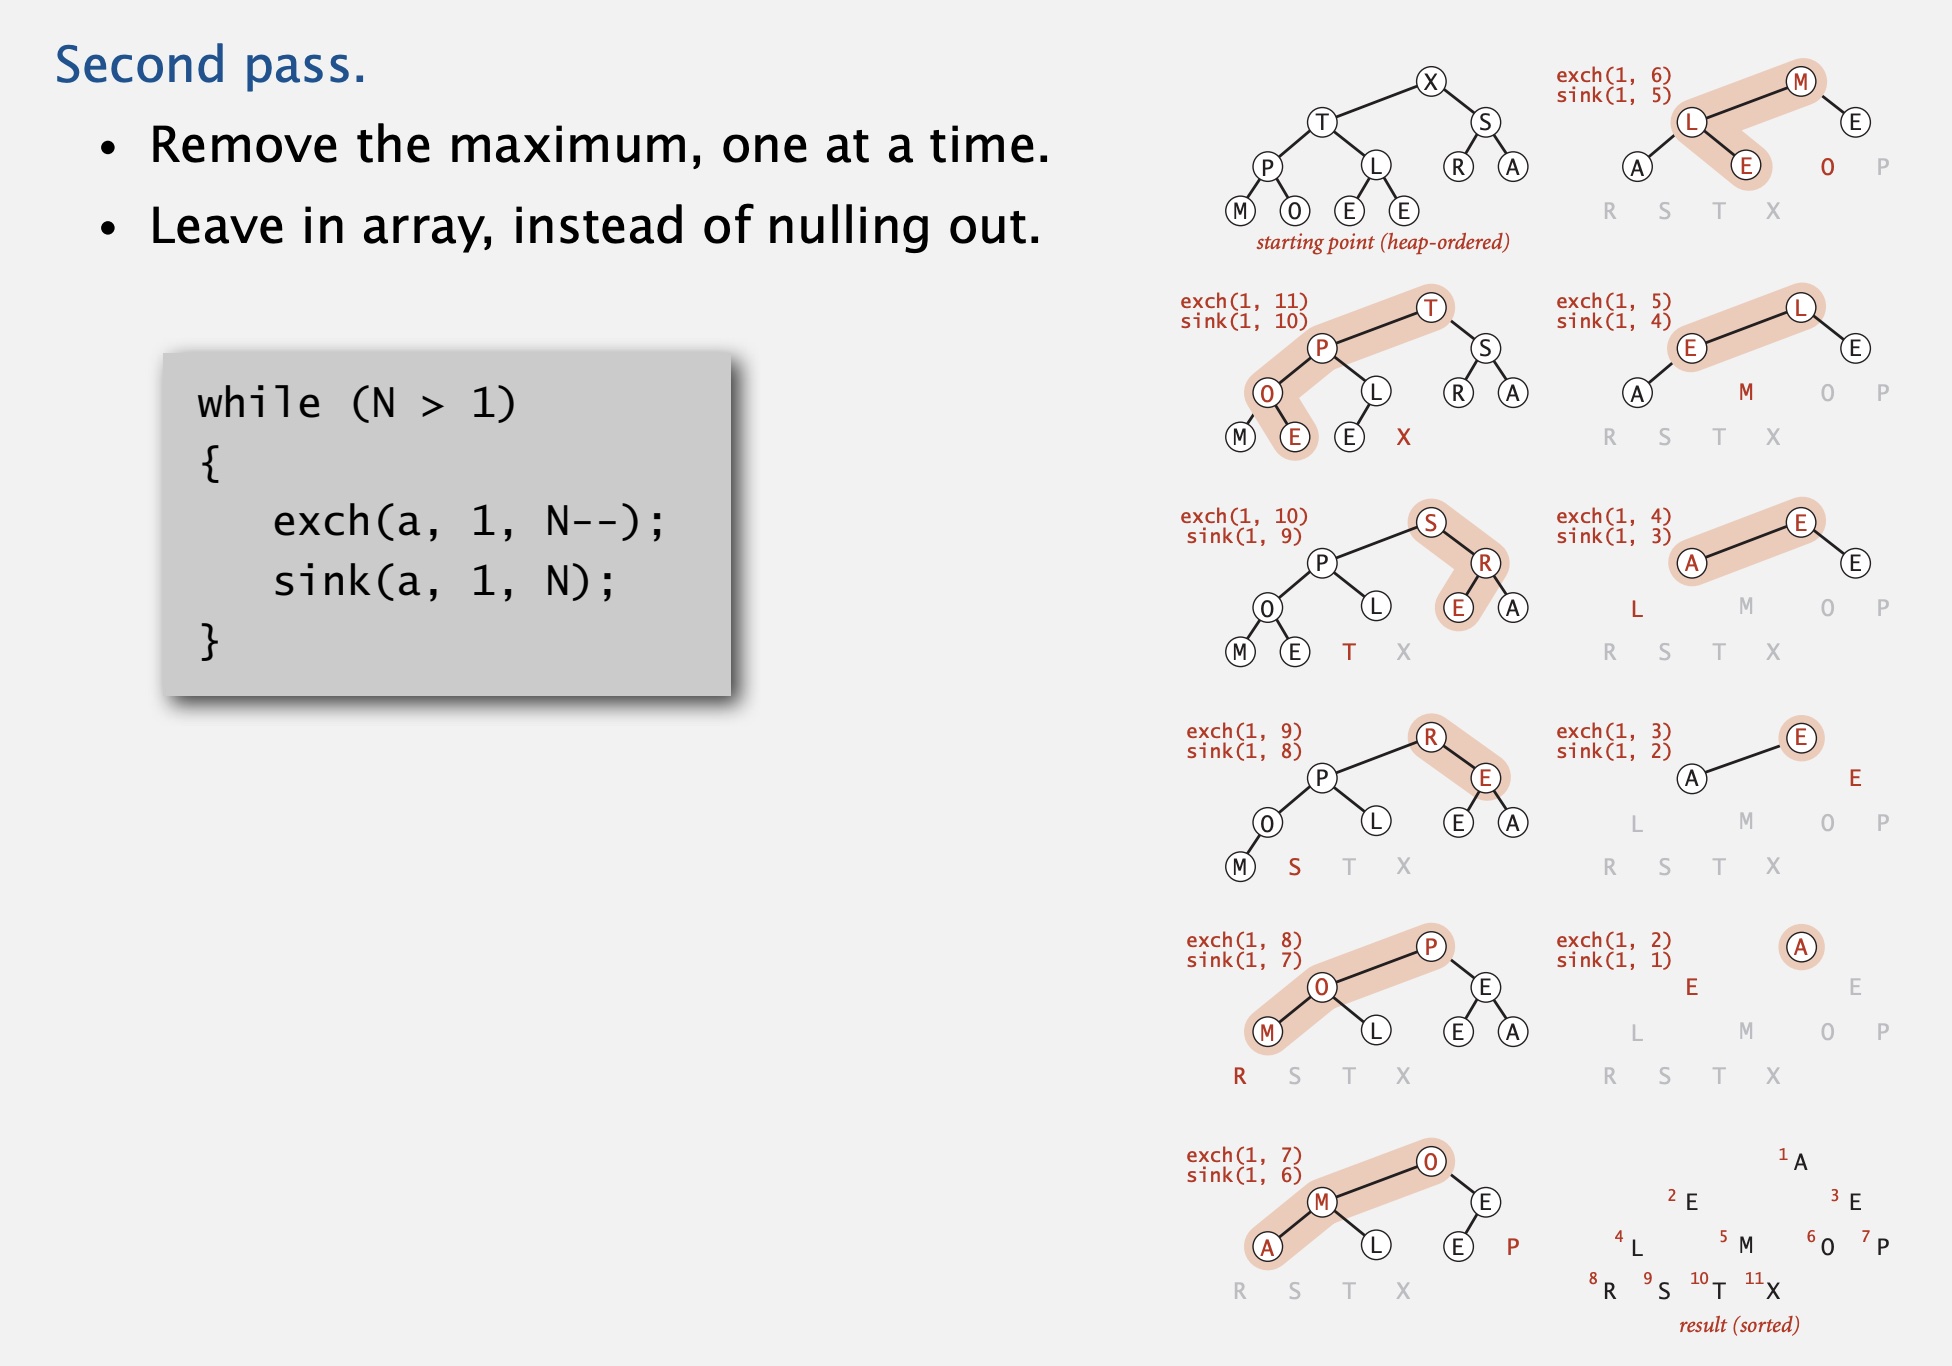 Second pass.
• Remove the maximum, one at a time.
• Leave in array, instead of nulling out.
while (N > 1)
{
exch(a, 1, N--);
sink(a, 1, N);
}
X
T S
P L R A
M O E E
starting point (heap-ordered)
exch(1, 11)
sink(1, 10)
T
P S
O L R A
M E E X
exch(1, 10)
sink(1, 9)
S
P R
O L E A
M E T X
exch(1, 9)
sink(1, 8)
R
P E
O L E A
M S T X
exch(1, 8)
sink(1, 7)
P
O E
M L E A
R S T X
exch(1, 7)
sink(1, 6)
O
M E
A L E P
R S T X
exch(1, 6)
sink(1, 5)
M
L E
A E O P
R S T X
exch(1, 5)
sink(1, 4)
L
E E
A M O P
R S T X
exch(1, 4)
sink(1, 3)
E
A E
L M O P
R S T X
exch(1, 3)
sink(1, 2)
E
A E
L M O P
R S T X
exch(1, 2)
sink(1, 1)
A
E E
L M O P
R S T X
1 A
2 E 3 E
4 L 5 M 6 O 7 P
8 R 9 S 10 T 11 X
result (sorted)